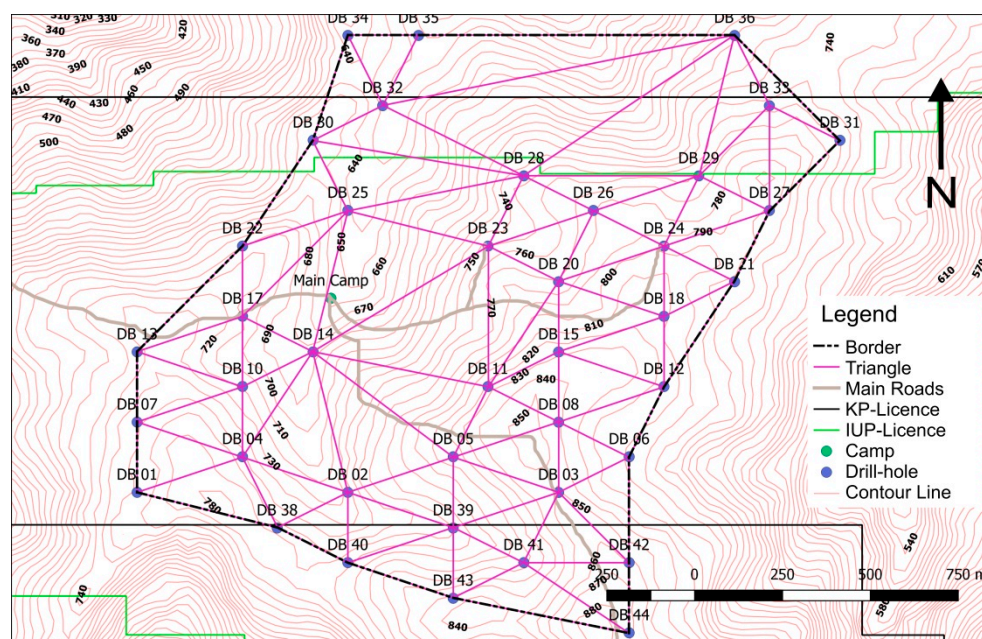 310
320
330
340
350
360
370
380
390
410
420
440
430
450
460
470
480
490
500
DB 34
DB 35
DB 36
640
740
DB 32
DB 33
DB 30
DB 31
640
DB 28
DB 29
N
DB 25
740
DB 26
780
DB 27
650
DB 22
DB 23
DB 24
790
680
660
750
760
570
Main Camp
DB 20
800
DB 21
610
670
770
DB 17
DB 18
690
810
Legend
DB 13
720
DB 14
DB 15
820
Border
Triangle
DB 10
DB 11
830
840
DB 12
Main Roads
700
KP-Licence
DB 07
710
850
DB 08
IUP-Licence
Camp
DB 04
730
DB 05
DB 06
Drill-hole
Contour Line
DB 01
DB 02
DB 03
780
850
DB 38
DB 39
540
DB 40
DB 41
860
DB 42
870
250 0 250 500 750 m
740
DB 43
880
580
840
DB 44